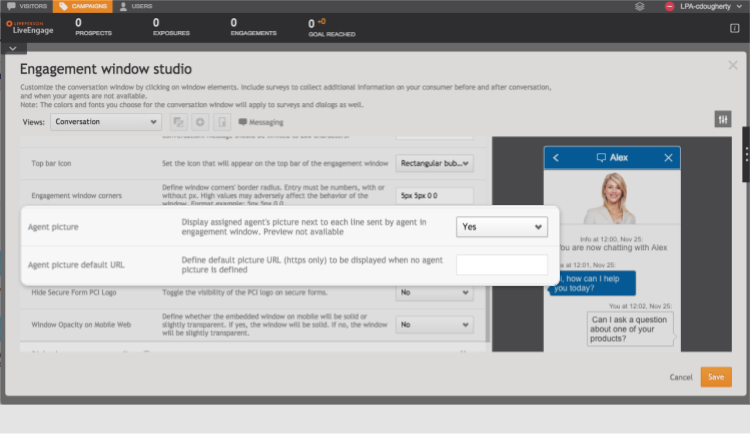 VISITORS
CAMPAIGNS
USERS
LPA-cdougherty
LIVEPERSON
LiveEngage
0
PROSPECTS
0
EXPOSURES
0
ENGAGEMENTS
0 +0
GOAL REACHED
Engagement window studio
Customize the conversation window by clicking on window elements. Include surveys to collect additional information on your consumer before and after conversation,
and when your agents are not available.
Note: The colors and fonts you choose for the conversation window will apply to surveys and dialogs as well.
Views: Conversation
Messaging
Top bar icon
Set the icon that will appear on the top bar of the engagement window
Rectangular bub...
Engagement window corners
Define window corners' border radius. Entry must be numbers, with or
without px. High values may adversely affect the behavior of the
window. Format example: 5px 5px 0 0
5px 5px 0 0
Agent picture
Display assigned agent's picture next to each line sent by agent in
engagement window. Preview not available
Yes
Agent picture default URL
Define default picture URL (https only) to be displayed when no agent
picture is defined
Hide Secure Form PCI Logo
Toggle the visibility of the PCI logo on secure forms.
No
Window Opacity on Mobile Web
Define whether the embedded window on mobile will be solid or
slightly transparent. If yes, the window will be solid. If no, the window
will be slightly transparent.
No
Alex
Info at 12:00, Nov 25:
You are now chatting with Alex
at 12:01, Nov 25:
, how can I help
you today?
You at 12:02, Nov 25:
Can I ask a question
about one of your
products?
Cancel
Save